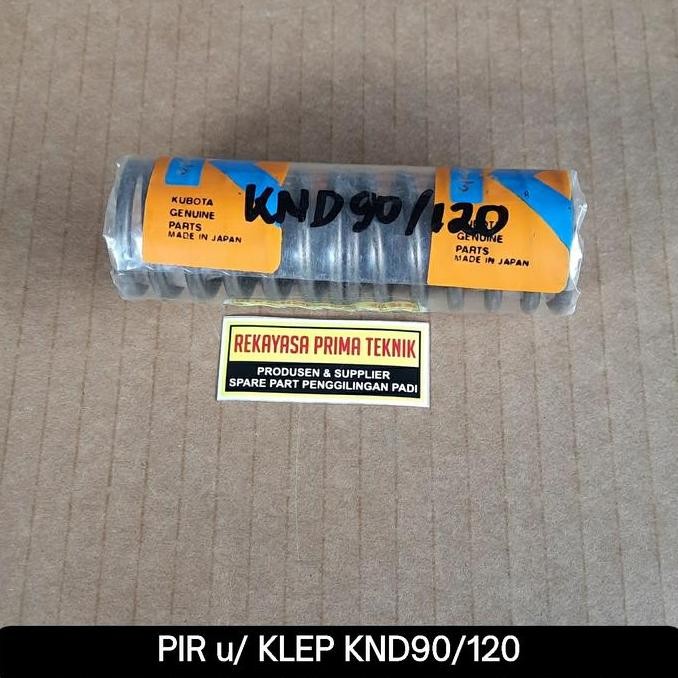 KUBOTA
GENUINE
PARTS
MADE IN JAPAN
KND90/120
GENUINE
PARTS
MADE IN JAPAN
REKAYASA PRIMA TEKNIK
PRODUSEN & SUPPLIER
SPARE PART PENGGILINGAN PADI
PIR u/ KLEP KND90/120